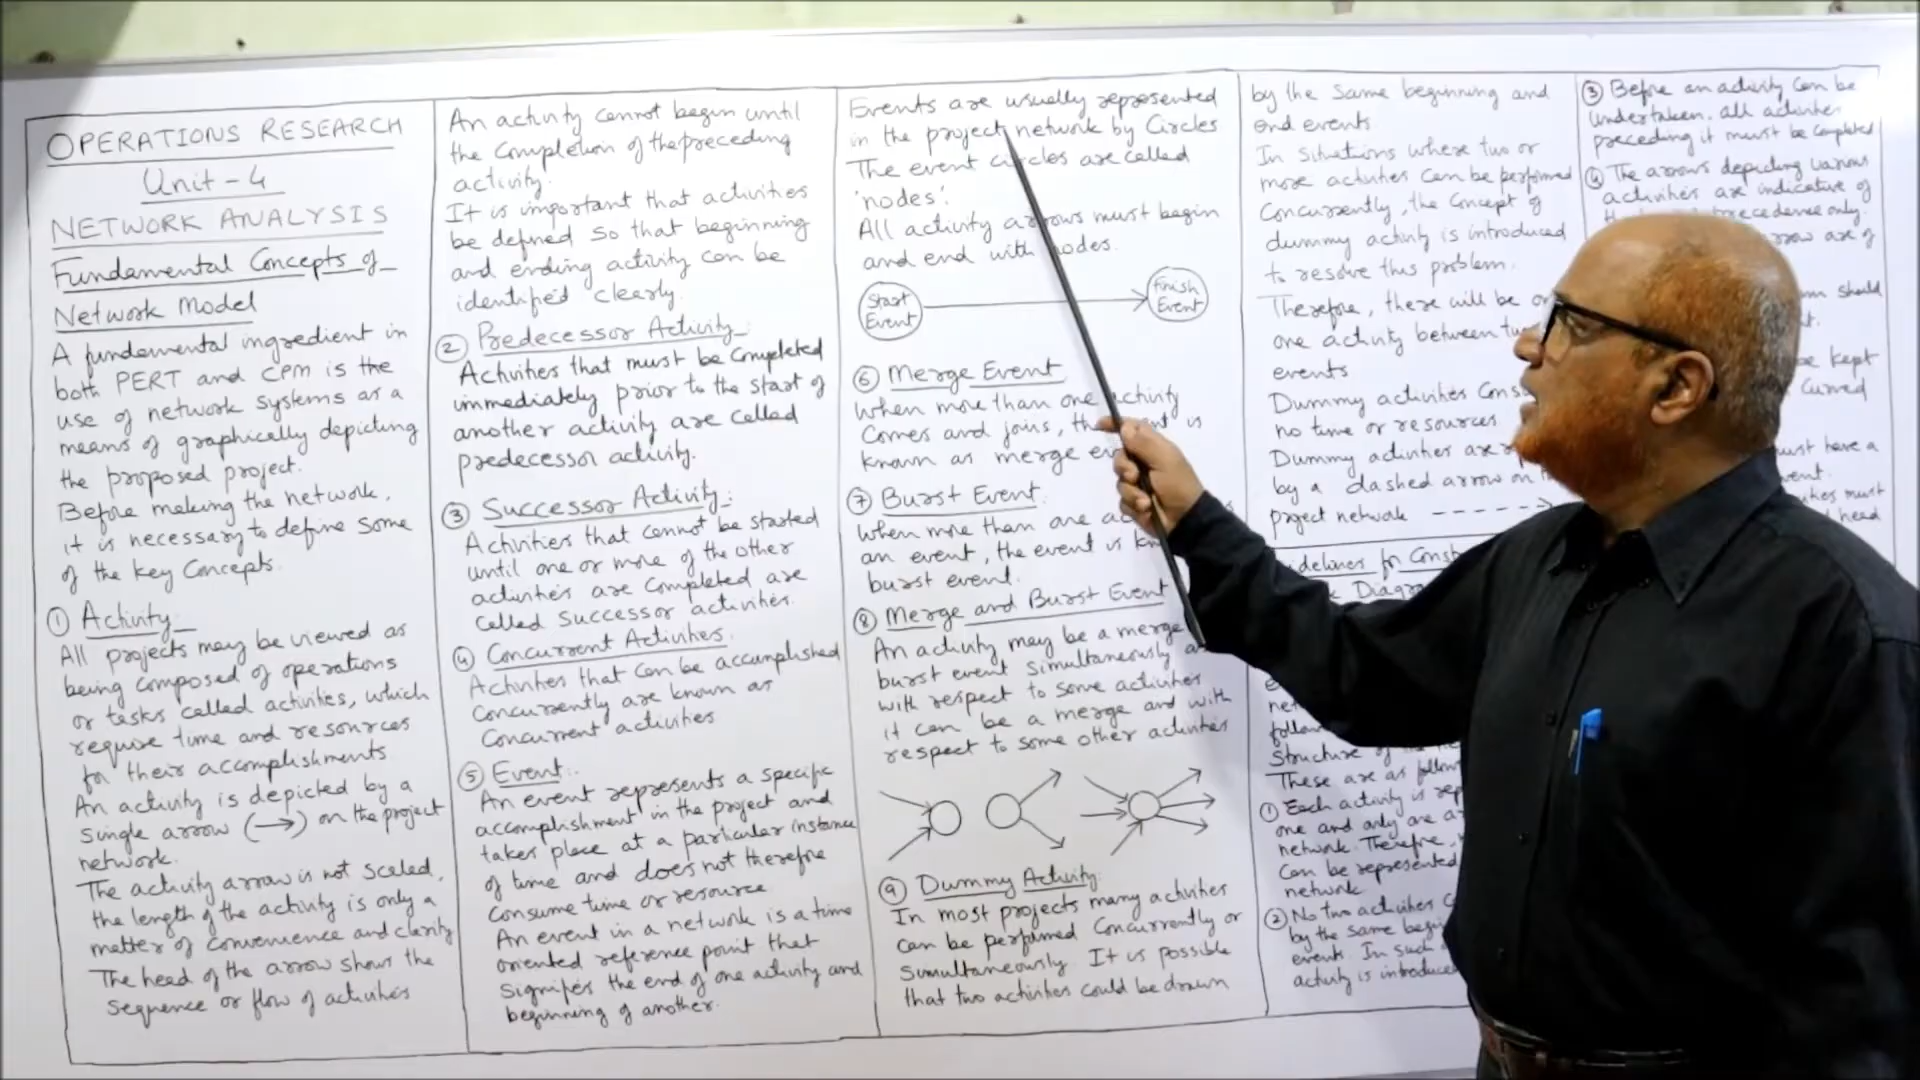 OPERATIONS RESEARCH
Unit-4
NETWORK ANALYSIS
Fundamental Concepts of
Network Model
A fundamental ingredient in
both PERT and CPM is the
use of network systems as a
means of graphically depicting
the proposed project.
Before making the network,
it is necessary to define some
of the key concepts.
① Activity
All projects may be viewed as
being composed of operations
or tasks called activities, which
require time and resources
for their accomplishments
An activity is depicted by a
single arrow (→) on the project
network.
The activity arrow is not scaled,
the length of the activity is only a
matter of convenience and clarity
The head of the arrow shows the
sequence or flow of activities
An activity cannot begin until
the completion of the preceding
activity.
It is important that activities
be defined so that beginning
and ending activity can be
identified clearly.
② Predecessor Activity:
Activities that must be completed
immediately prior to the start of
another activity are called
predecessor activity.
③ Successor Activity:
Activities that cannot be started
until one or more of the other
activities are completed are
called successor activities.
④ Concurrent Activities.
Activities that can be accomplished
concurrently are known as
concurrent activities
⑤ Event:
An event represents a specific
accomplishment in the project and
takes place at a particular instance
of time and does not therefore
consume time or resource.
An event in a network is a time
oriented reference point that
signifies the end of one activity and
beginning of another.
Events are usually represented
in the project network by Circles
The event circles are called
'nodes'.
All activity arrows must begin
and end with nodes.
Start
Event
Finish
Event
⑥ Merge Event
When more than one activity
comes and joins, the is
known as merge
⑦ Burst Event
When more than one
an event, the event is
burst event.
⑧ Merge and Burst Event
An activity may be a merge
burst event simultaneously
with respect to some activities
it can be a merge and with
respect to some other activities
⑨ Dummy Activity
In most projects many activities
can be performed concurrently or
simultaneously. It is possible
that two activities could be drawn
by the same beginning and
end events.
In situations where two or
more activities can be performed
concurrently, the concept of
dummy activity is introduced
to resolve this problem.
Therefore, there will be
one activity between
events
Dummy activities
no time or resources.
Dummy activities are
by a dashed arrow on
project network
for
follow
structure of
These are as
① Each activity is
one and only
network. Therefore,
can be represented
network.
② No two activities
by the same
events. In such
activity is introduced
③ Before an activity can be
undertaken, all activities
preceding it must be completed
④ The arrows depicting various
activities are indicative of
precedence only.
arrow are of
should
kept
curved
must have a
must
head